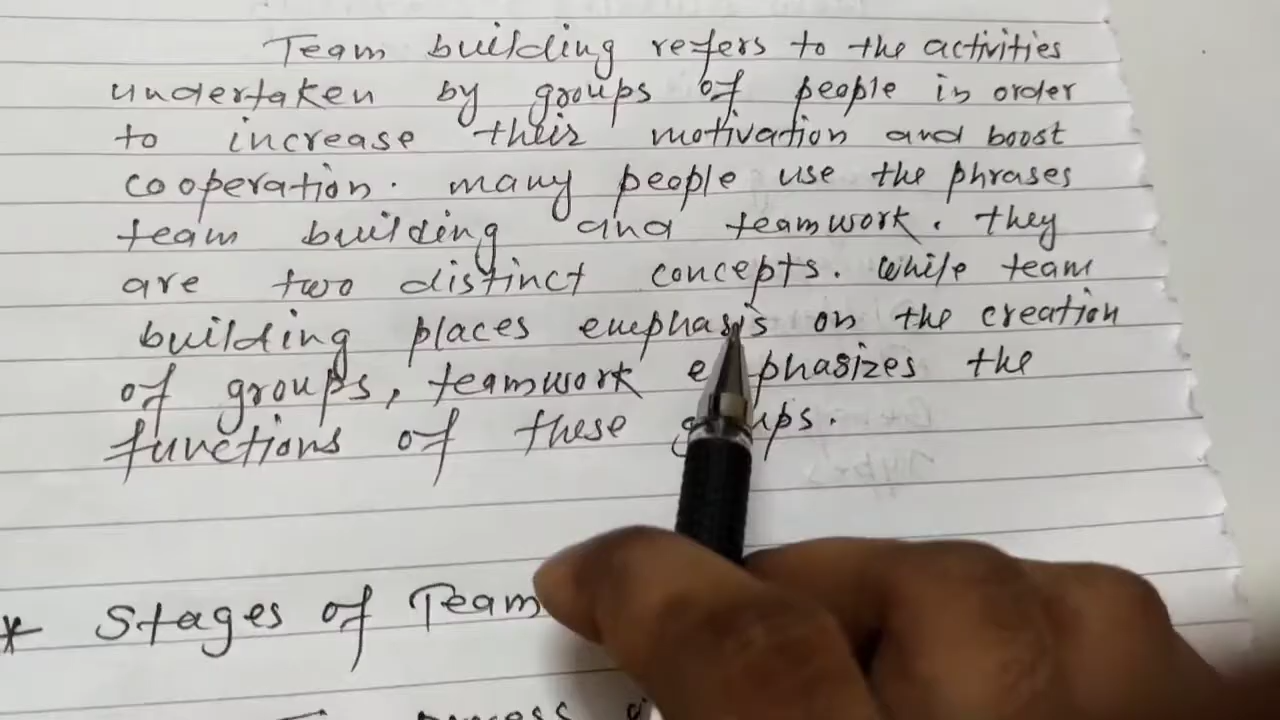 Team building refers to the activities
undertaken by groups of people in order
to increase their motivation and boost
cooperation. many people use the phrases
team building and teamwork. they
are two distinct concepts. While team
building places emphasis on the creation
of groups, teamwork emphasizes the
functions of these groups.
* Stages of Team
process